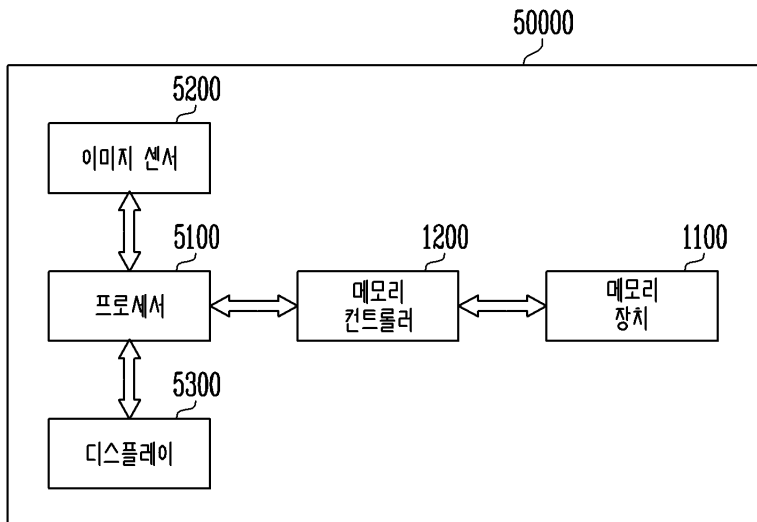 50000
5200
이미지 센서
5100
프로세서
1200
메모리
컨트롤러
1100
메모리
장치
5300
디스플레이